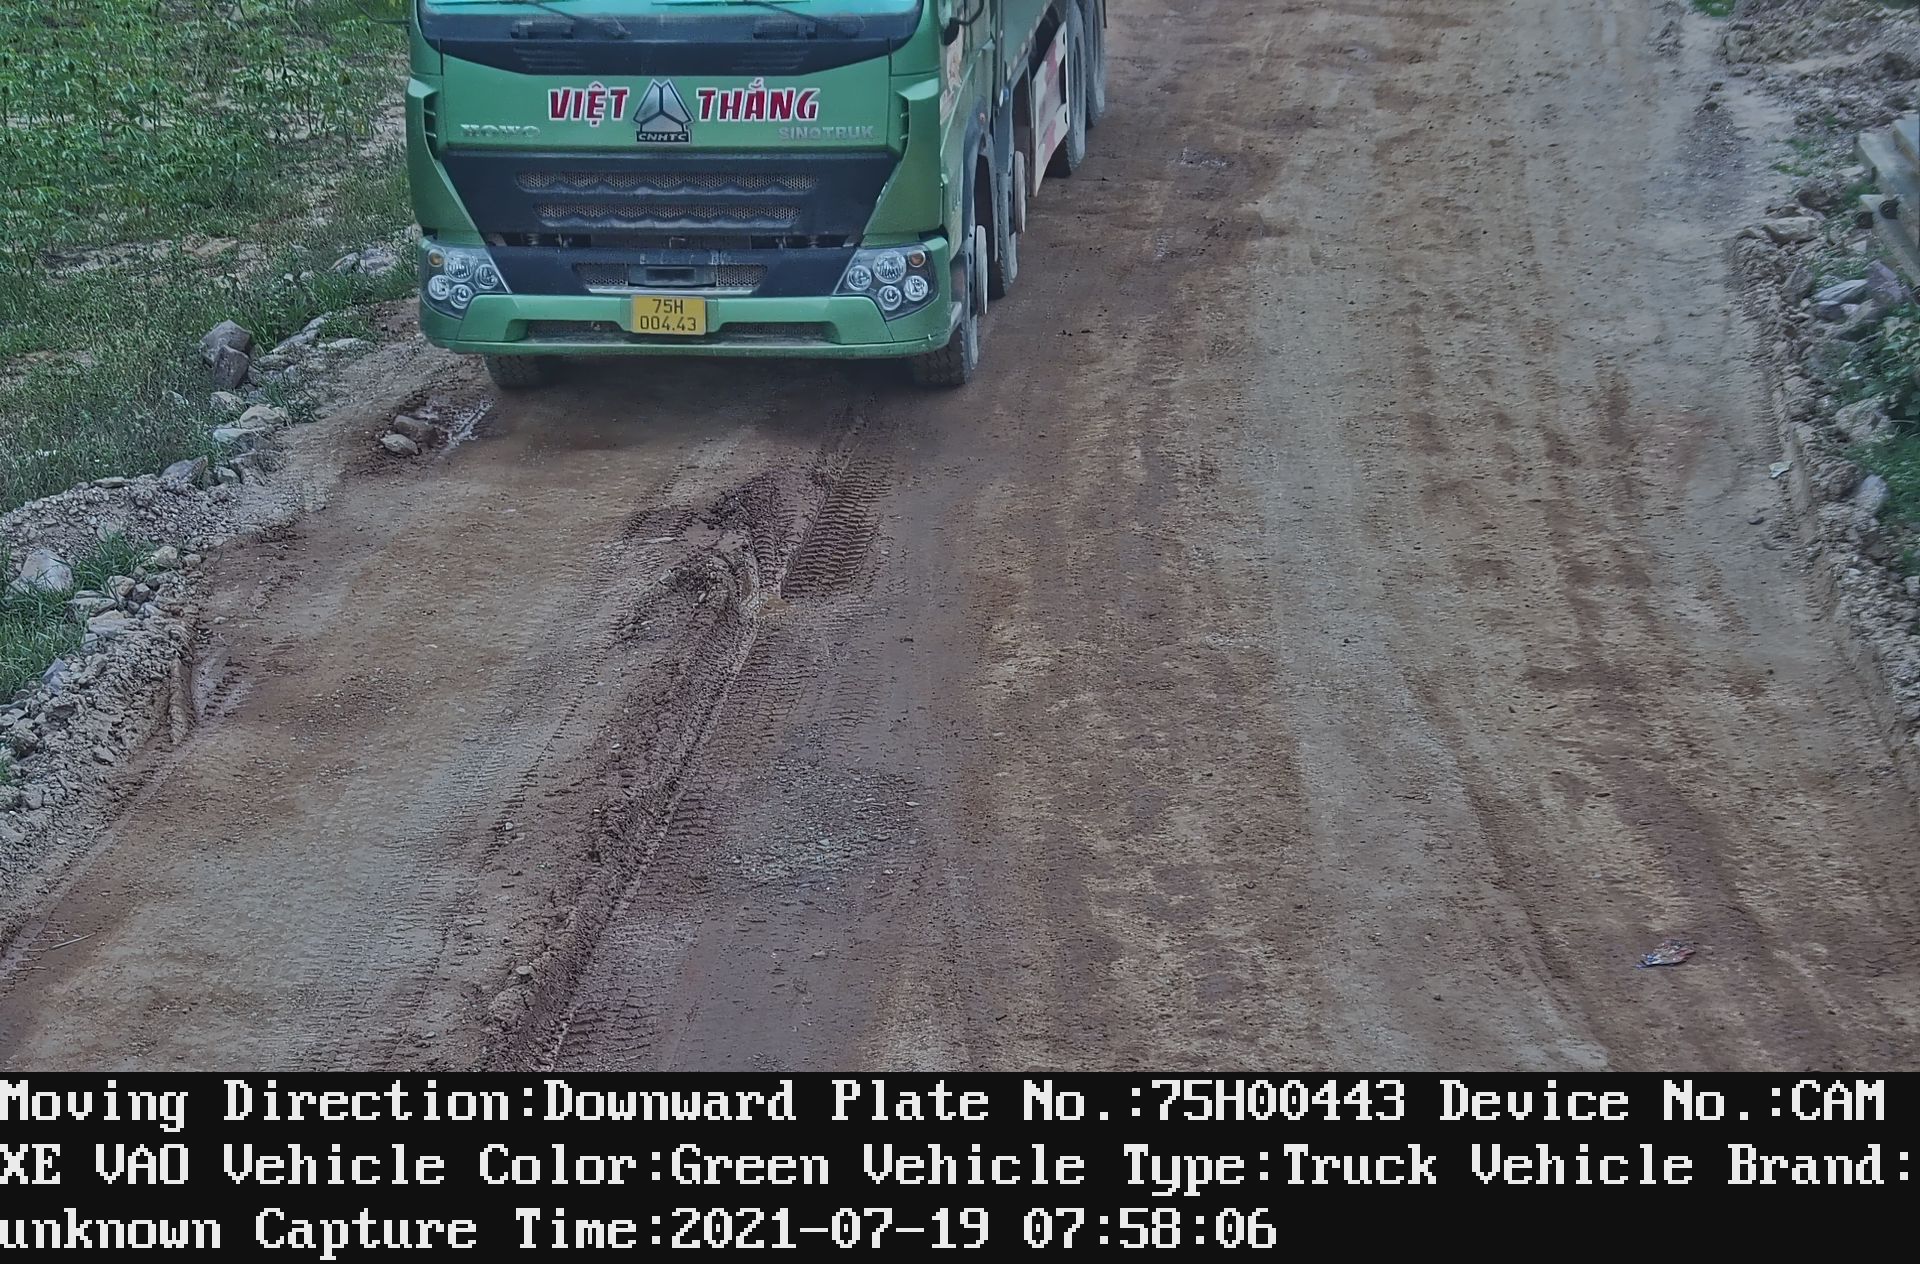 VIỆT THẮNG
HOWO CNHTC SINOTRUK
75H
004.43
Moving Direction:Downward Plate No.:75H00443 Device No.:CAM
XE VAO Vehicle Color:Green Vehicle Type:Truck Vehicle Brand:
unknown Capture Time:2021-07-19 07:58:06